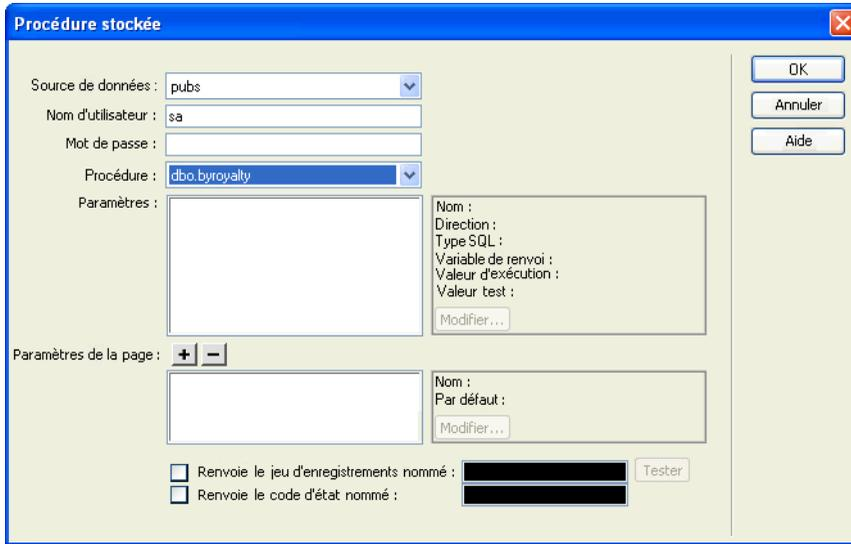 Procédure stockée
Source de données : pubs
Nom d'utilisateur : sa
Mot de passe :
Procédure : dbo.byroyalty
Paramètres :
Nom :
Direction :
Type SQL :
Variable de renvoi :
Valeur d'exécution :
Valeur test :
Modifier...
Paramètres de la page : + −
Nom :
Par défaut :
Modifier...
Renvoie le jeu d'enregistrements nommé : Tester
Renvoie le code d'état nommé :
OK
Annuler
Aide